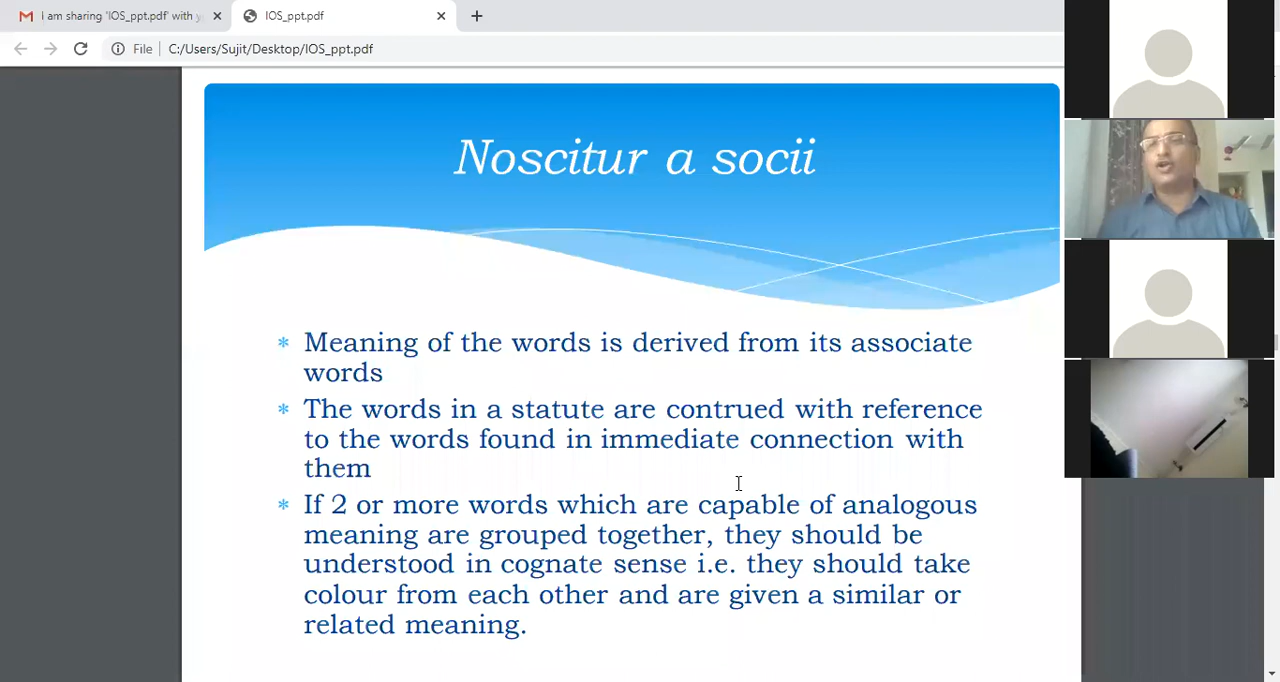 I am sharing 'IOS_ppt.pdf' with
IOS_ppt.pdf
File
C:/Users/Sujit/Desktop/IOS_ppt.pdf
Noscitur a socii
* Meaning of the words is derived from its associate
words
* The words in a statute are contrued with reference
to the words found in immediate connection with
them
* If 2 or more words which are capable of analogous
meaning are grouped together, they should be
understood in cognate sense i.e. they should take
colour from each other and are given a similar or
related meaning.